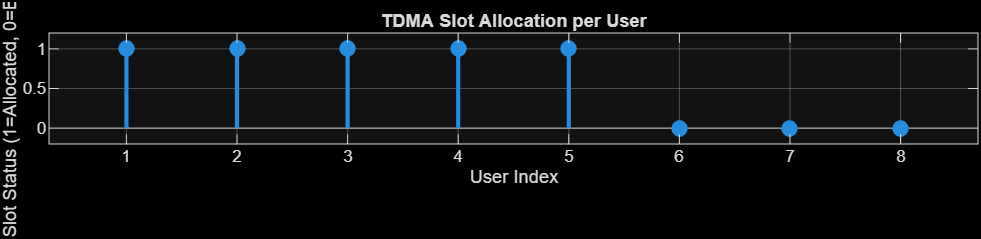 TDMA Slot Allocation per User
Slot Status (1=Allocated, 0=
1
0.5
0
1 2 3 4 5 6 7 8
User Index